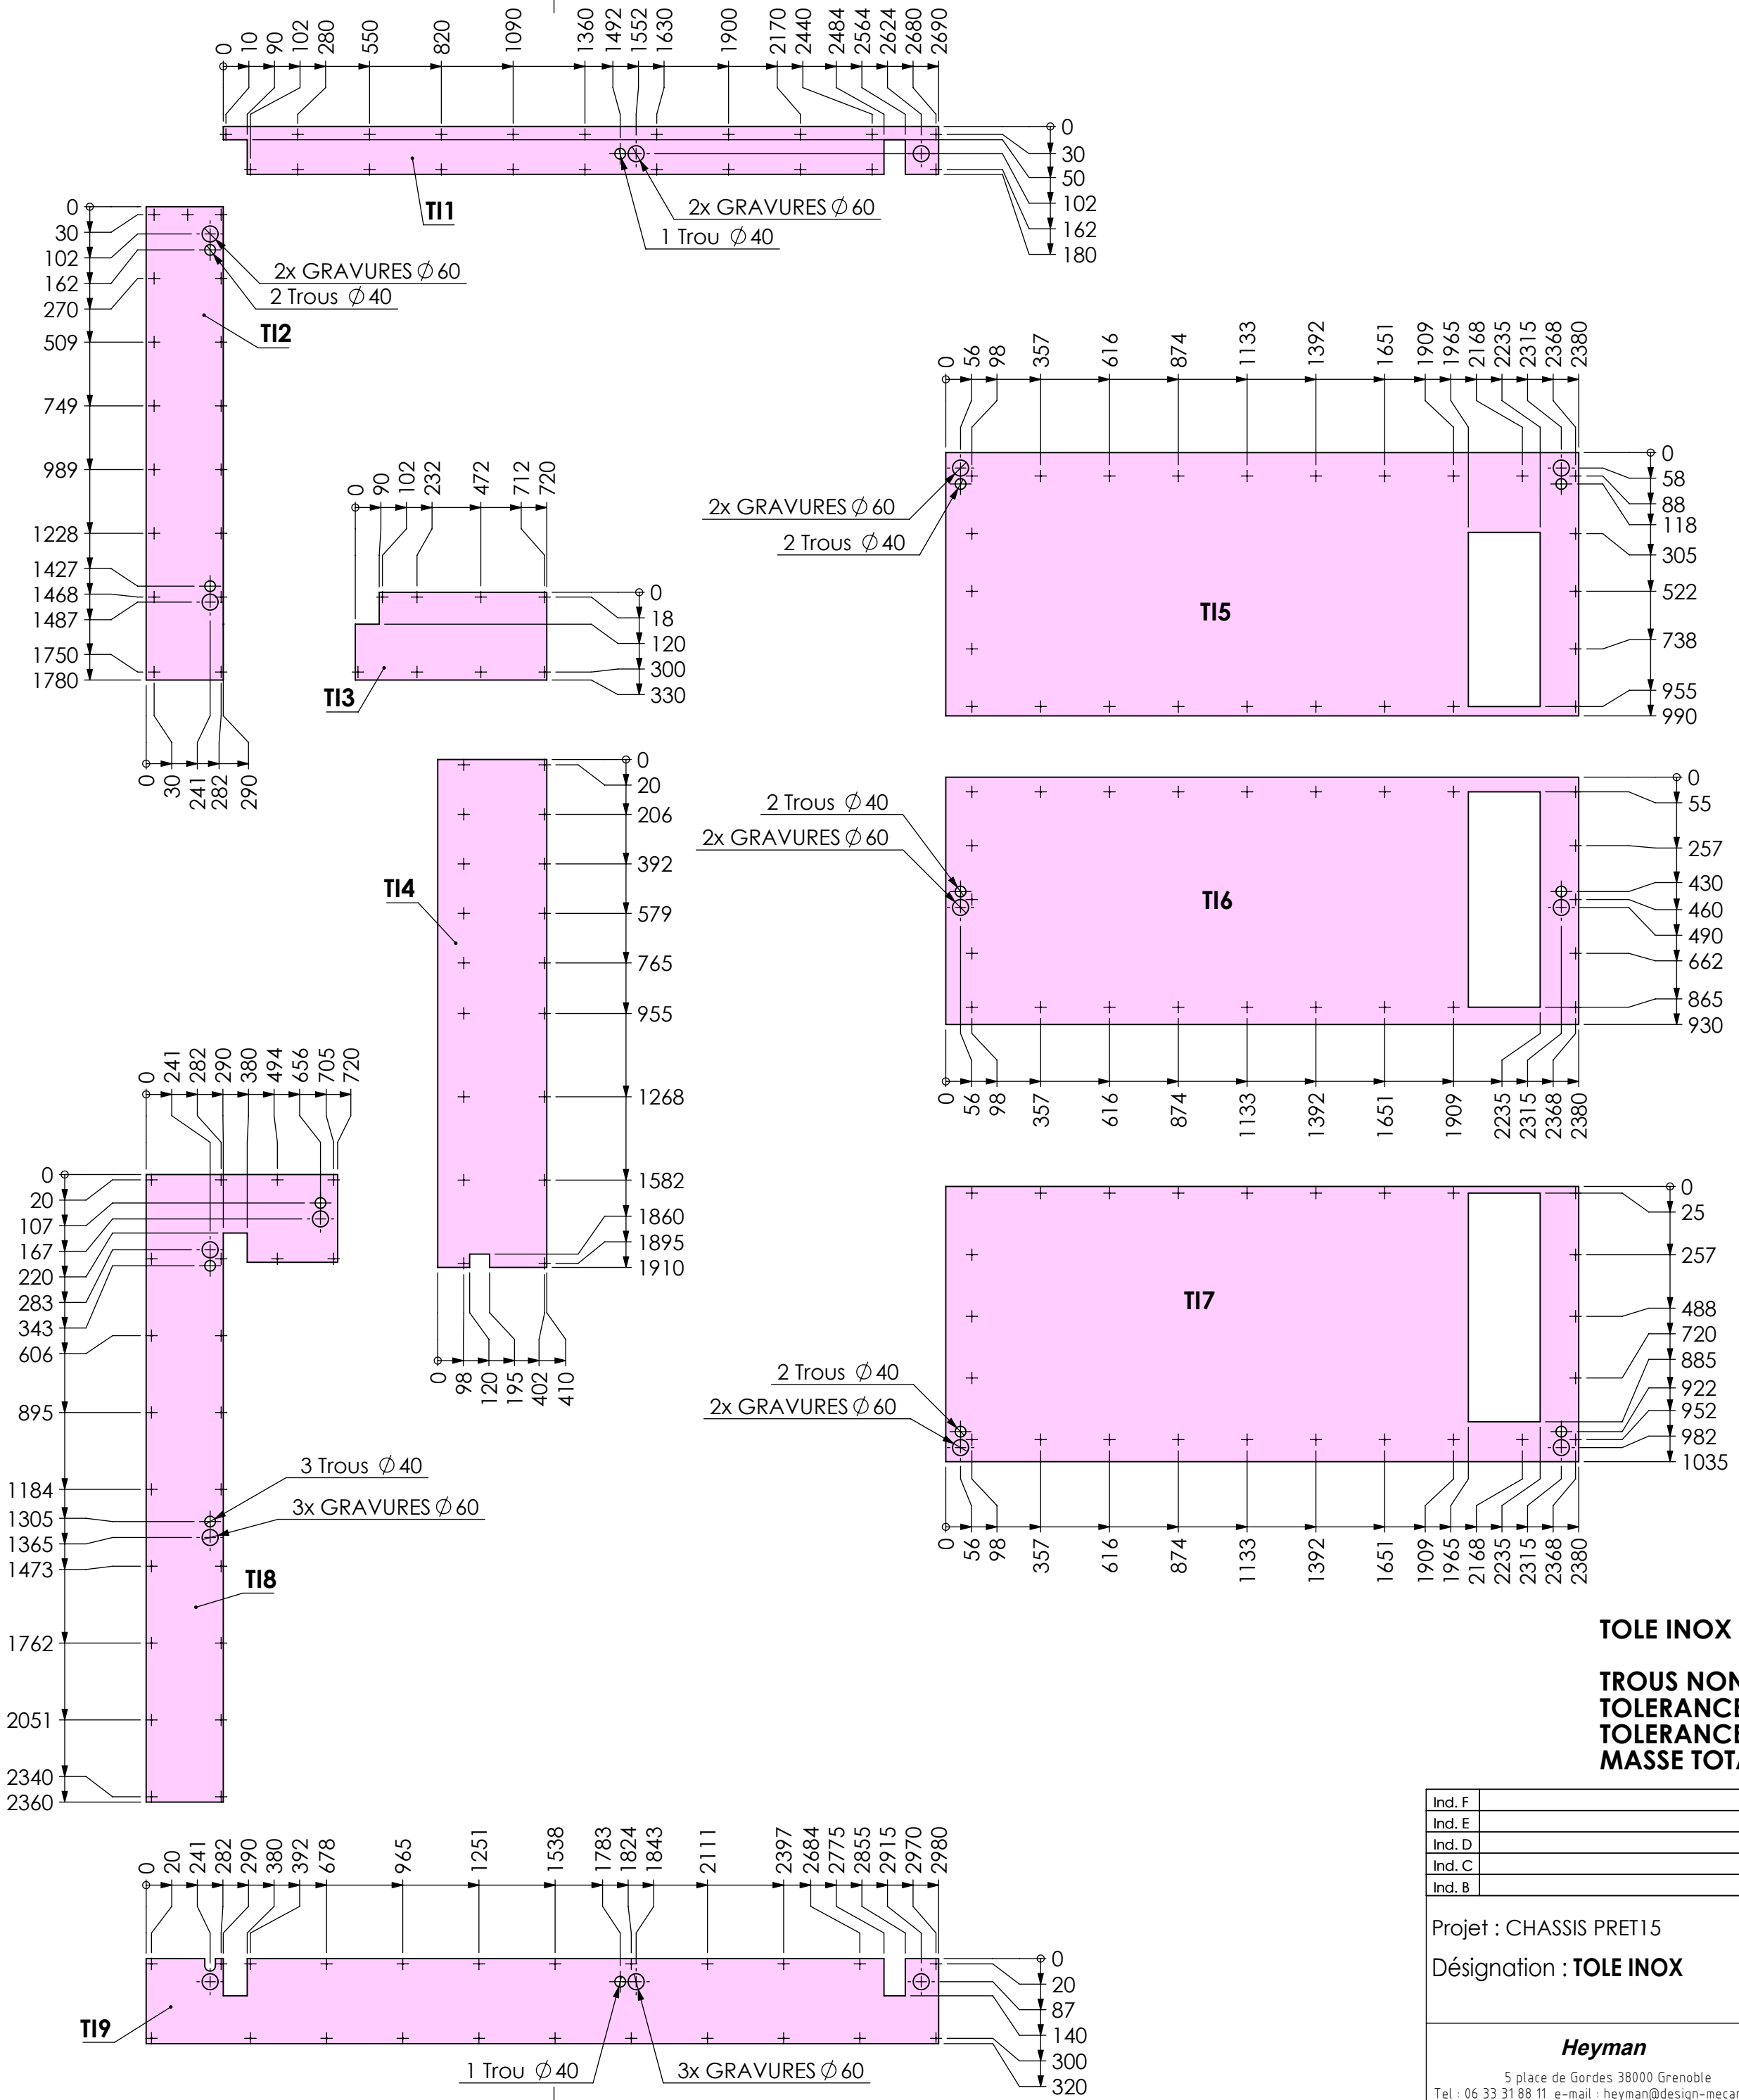 0 10 90 102 280 550 820 1090 1360 1492 1552 1630 1900 2170 2440 2484 2564 2624 2680 2690
0
30
50
102
162
180
TI1
2x GRAVURES Ø 60
1 Trou Ø 40
0
30
102
162
270
509
749
989
1228
1427
1468
1487
1750
1780
2x GRAVURES Ø 60
2 Trous Ø 40
TI2
0 30 241 282 290
0 90 102 232 472 712 720
0
18
120
300
330
TI3
0 56 98 357 616 874 1133 1392 1651 1909 1965 2168 2235 2315 2368 2380
2x GRAVURES Ø 60
2 Trous Ø 40
TI5
0
58
88
118
305
522
738
955
990
0
20
206
392
579
765
955
1268
1582
1860
1895
1910
TI4
0 98 120 195 402 410
2 Trous Ø 40
2x GRAVURES Ø 60
TI6
0
55
257
430
460
490
662
865
930
0 56 98 357 616 874 1133 1392 1651 1909 2235 2315 2368 2380
0 241 282 290 380 494 656 705 720
0
20
107
167
220
283
343
606
895
1184
1305
1365
1473
1762
2051
2340
2360
3 Trous Ø 40
3x GRAVURES Ø 60
TI8
TI7
2 Trous Ø 40
2x GRAVURES Ø 60
0
25
257
488
720
885
922
952
982
1035
0 56 98 357 616 874 1133 1392 1651 1909 1965 2168 2235 2315 2368 2380
0 20 241 282 290 380 392 678 965 1251 1538 1783 1824 1843 2111 2397 2684 2775 2855 2915 2970 2980
0
20
87
140
300
320
TI9
1 Trou Ø 40
3x GRAVURES Ø 60
TOLE INOX
TROUS NON
TOLERANCE
TOLERANCE
MASSE
Ind. F
Ind. E
Ind. D
Ind. C
Ind. B
Projet : CHASSIS PRET15
Désignation : TOLE INOX
Heyman
5 place de Gordes 38000 Grenoble
Tel : 06 33 31 88 11 e-mail :